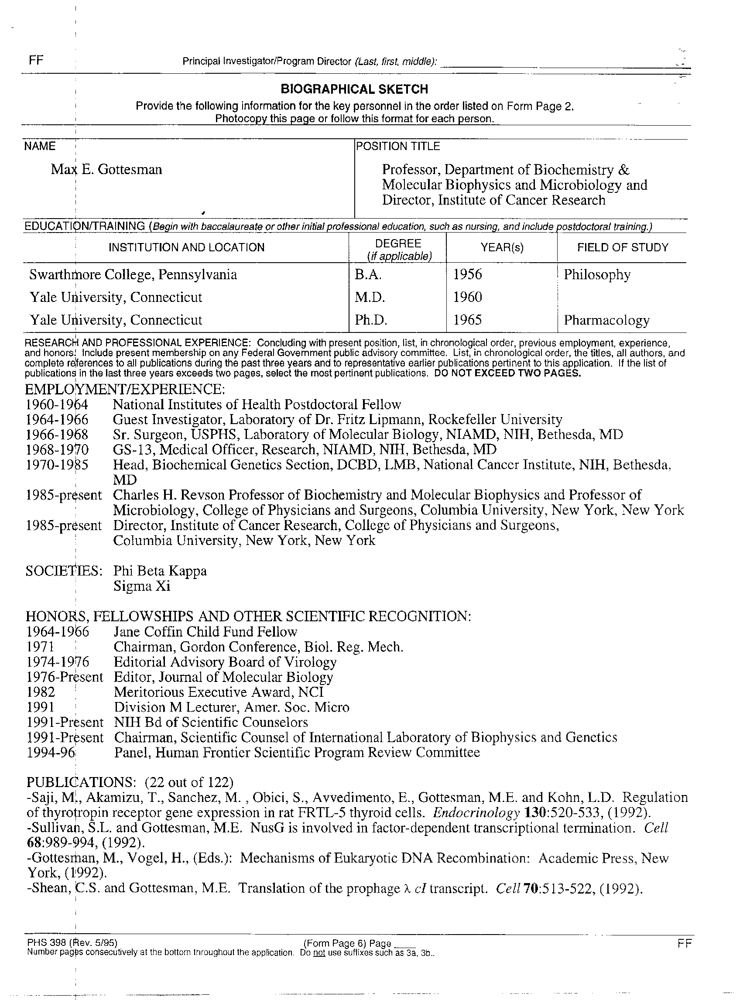 FF
Principal Investigator/Program Director (Last, first, middle):
BIOGRAPHICAL SKETCH
Provide the following information for the key personnel in the order listed on Form Page 2.
Photocopy this page or follow this format for each person.
NAME
POSITION TITLE
Max E. Gottesman
Professor, Department of Biochemistry &
Molecular Biophysics and Microbiology and
Director, Institute of Cancer Research
EDUCATION/TRAINING (Begin with baccalaureate or other initial professional education, such as nursing, and include postdoctoral training.)
INSTITUTION AND LOCATION DEGREE (if applicable) YEAR(s) FIELD OF STUDY
Swarthmore College, Pennsylvania B.A. 1956 Philosophy
Yale University, Connecticut M.D. 1960
Yale University, Connecticut Ph.D. 1965 Pharmacology
RESEARCH AND PROFESSIONAL EXPERIENCE: Concluding with present position, list, in chronological order, previous employment, experience,
and honors. Include present membership on any Federal Government public advisory committee. List, in chronological order, the titles, all authors, and
complete references to all publications during the past three years and to representative earlier publications pertinent to this application. If the list of
publications in the last three years exceeds two pages, select the most pertinent publications. DO NOT EXCEED TWO PAGES.
EMPLOYMENT/EXPERIENCE:
1960-1964 National Institutes of Health Postdoctoral Fellow
1964-1966 Guest Investigator, Laboratory of Dr. Fritz Lipmann, Rockefeller University
1966-1968 Sr. Surgeon, USPHS, Laboratory of Molecular Biology, NIAMD, NIH, Bethesda, MD
1968-1970 GS-13, Medical Officer, Research, NIAMD, NIH, Bethesda, MD
1970-1985 Head, Biochemical Genetics Section, DCBD, LMB, National Cancer Institute, NIH, Bethesda,
MD
1985-present Charles H. Revson Professor of Biochemistry and Molecular Biophysics and Professor of
Microbiology, College of Physicians and Surgeons, Columbia University, New York, New York
1985-present Director, Institute of Cancer Research, College of Physicians and Surgeons,
Columbia University, New York, New York
SOCIETIES: Phi Beta Kappa
Sigma Xi
HONORS, FELLOWSHIPS AND OTHER SCIENTIFIC RECOGNITION:
1964-1966 Jane Coffin Child Fund Fellow
1971 Chairman, Gordon Conference, Biol. Reg. Mech.
1974-1976 Editorial Advisory Board of Virology
1976-Present Editor, Journal of Molecular Biology
1982 Meritorious Executive Award, NCI
1991 Division M Lecturer, Amer. Soc. Micro
1991-Present NIH Bd of Scientific Counselors
1991-Present Chairman, Scientific Counsel of International Laboratory of Biophysics and Genetics
1994-96 Panel, Human Frontier Scientific Program Review Committee
PUBLICATIONS: (22 out of 122)
-Saji, M., Akamizu, T., Sanchez, M. , Obici, S., Avvedimento, E., Gottesman, M.E. and Kohn, L.D. Regulation
of thyrotropin receptor gene expression in rat FRTL-5 thyroid cells. Endocrinology 130:520-533, (1992).
-Sullivan, S.L. and Gottesman, M.E. NusG is involved in factor-dependent transcriptional termination. Cell
68:989-994, (1992).
-Gottesman, M., Vogel, H., (Eds.): Mechanisms of Eukaryotic DNA Recombination: Academic Press, New
York, (1992).
-Shean, C.S. and Gottesman, M.E. Translation of the prophage λ cI transcript. Cell 70:513-522, (1992).
PHS 398 (Rev. 5/95) (Form Page 6) Page ____ FF
Number pages consecutively at the bottom throughout the application. Do not use suffixes such as 3a, 3b..